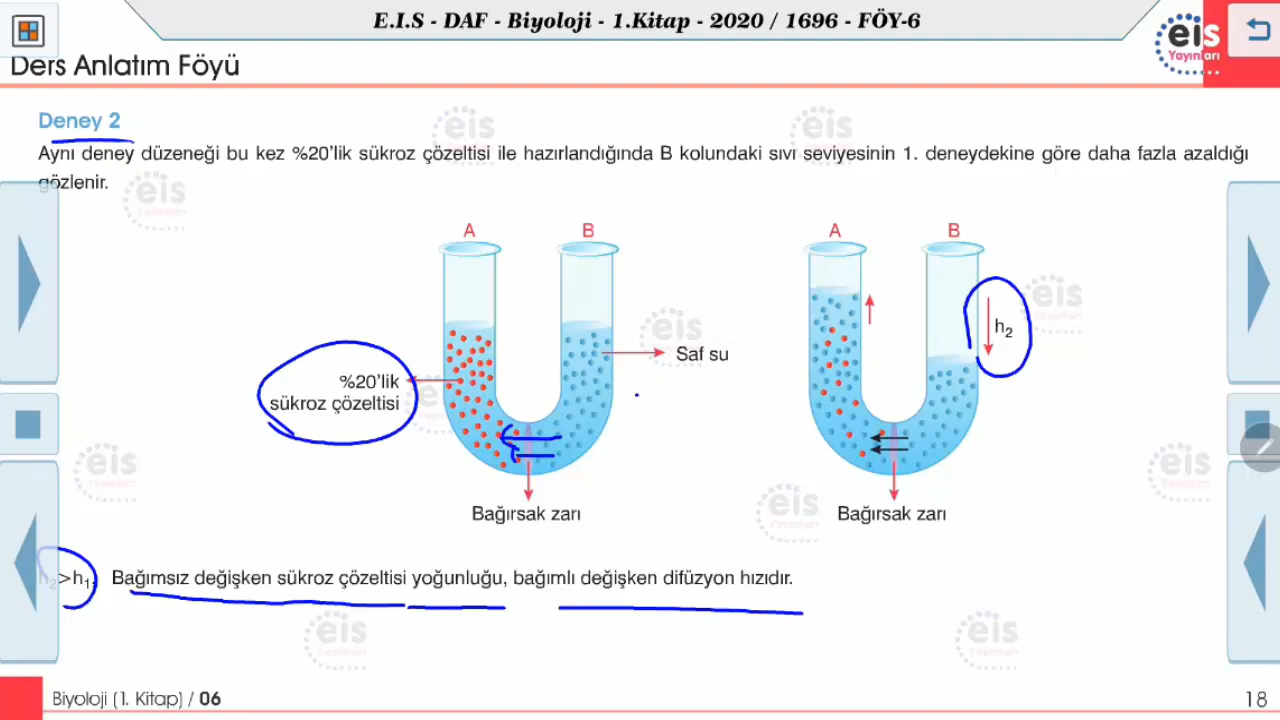 E.I.S - DAF - Biyoloji - 1.Kitap - 2020 / 1696 - FÖY-6
eis
Yayınları
Ders Anlatım Föyü
Deney 2
Aynı deney düzeneği bu kez %20'lik sükroz çözeltisi ile hazırlandığında B kolundaki sıvı seviyesinin 1. deneydekine göre daha fazla azaldığı
gözlenir.
A B A B
h2
Saf su
%20'lik
sükroz çözeltisi
Bağırsak zarı Bağırsak zarı
h2>h1. Bağımsız değişken sükroz çözeltisi yoğunluğu, bağımlı değişken difüzyon hızıdır.
Biyoloji (1. Kitap) / 06 18